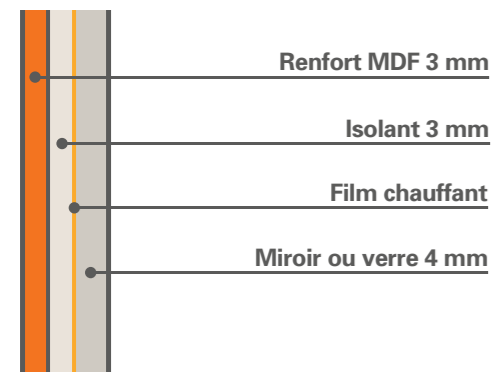 Renfort MDF 3 mm
Isolant 3 mm
Film chauffant
Miroir ou verre 4 mm